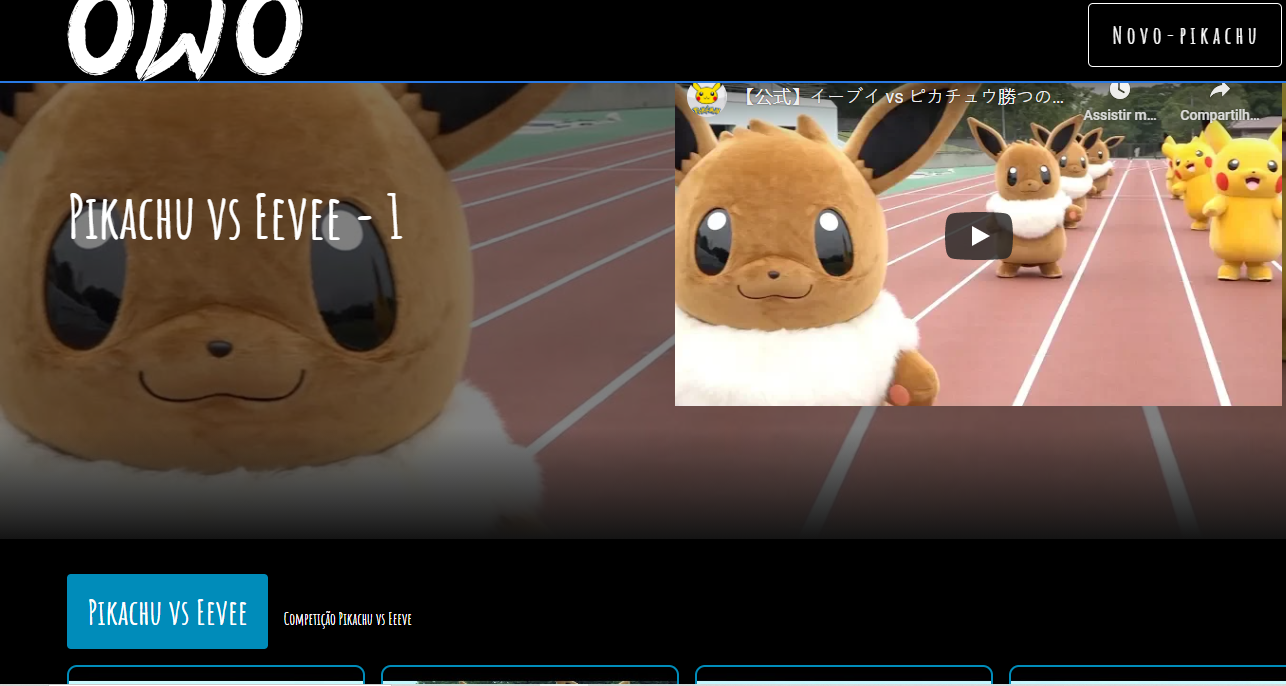 OWO
Novo-pikachu
【公式】イーブイ vs ピカチュウ勝つの...
Assistir m...
Compartilh...
Pikachu vs Eevee - 1
Pikachu vs Eevee
Competição Pikachu vs Eeeve